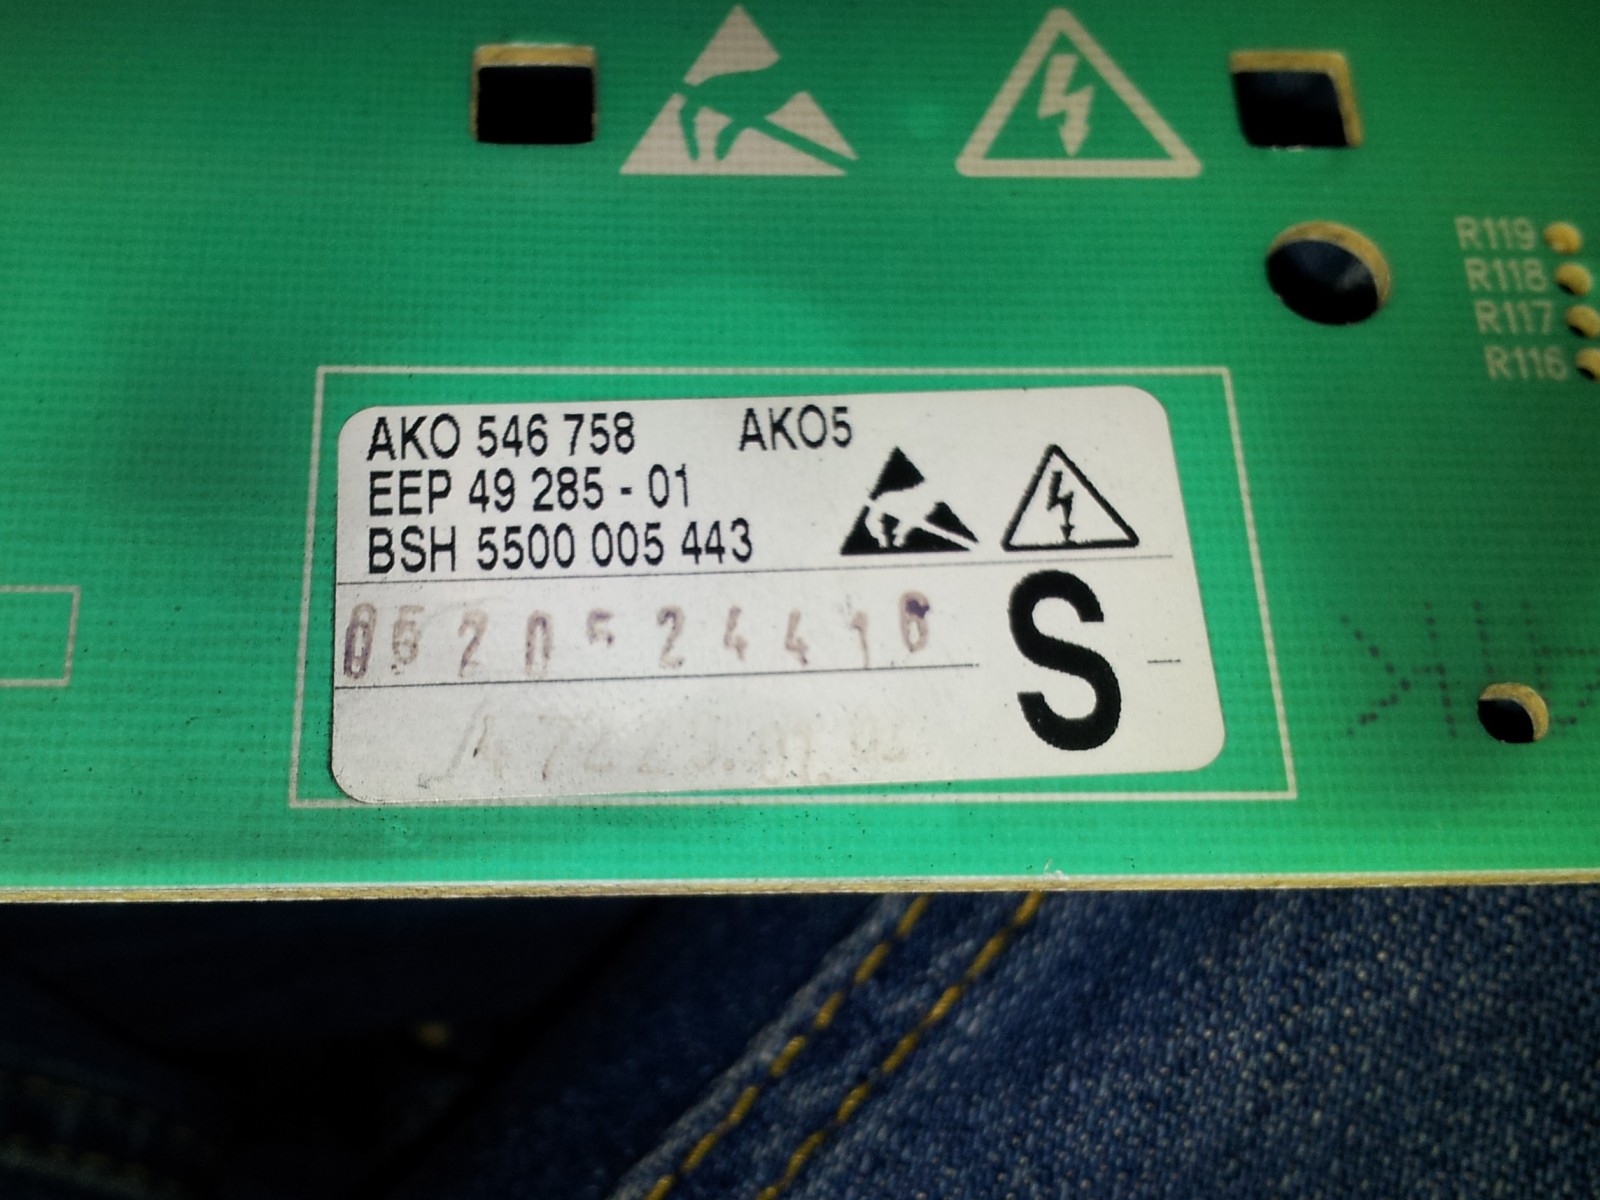 R119
R118
R117
R116
AKO 546 758 AKO5
EEP 49 285 - 01
BSH 5500 005 443
S